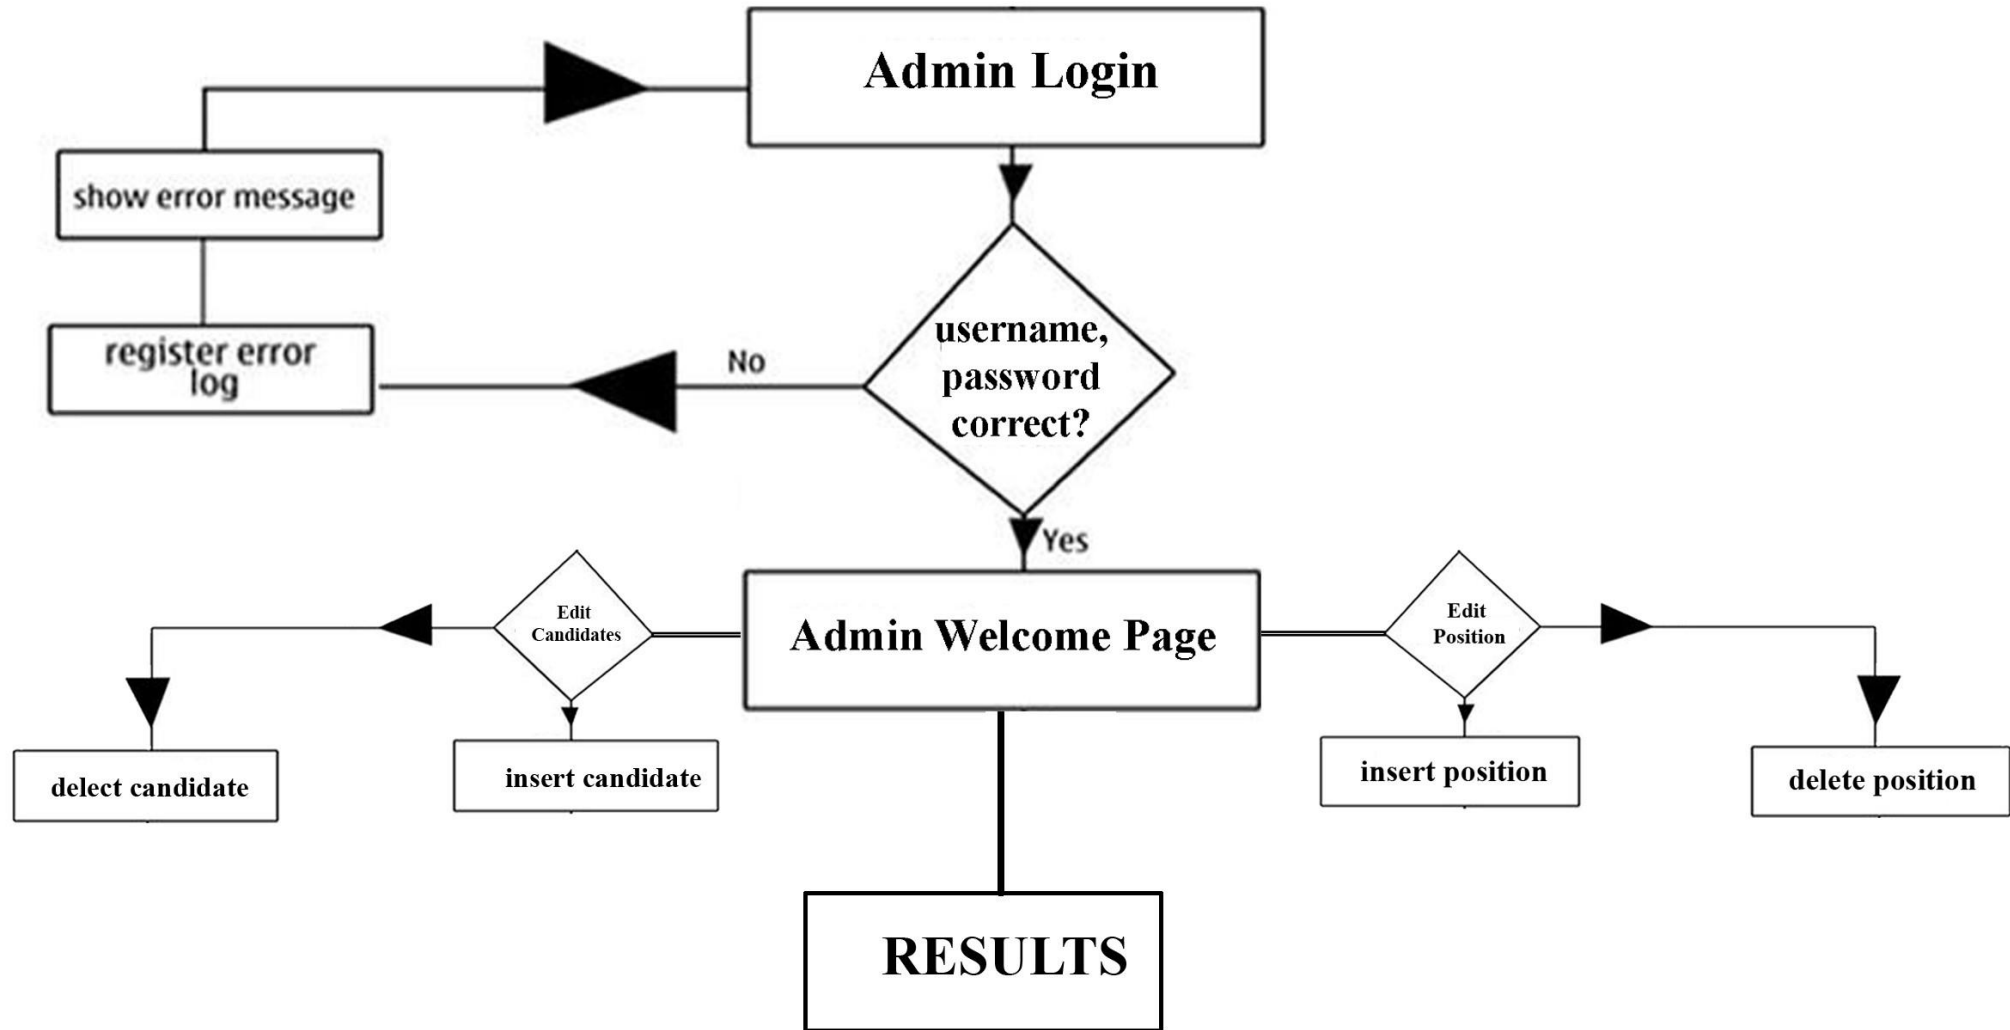 Admin Login
show error message
register error
log
No
username,
password
correct?
Yes
Edit
Candidates
Admin Welcome Page
Edit
Position
delect candidate
insert candidate
insert position
delete position
RESULTS